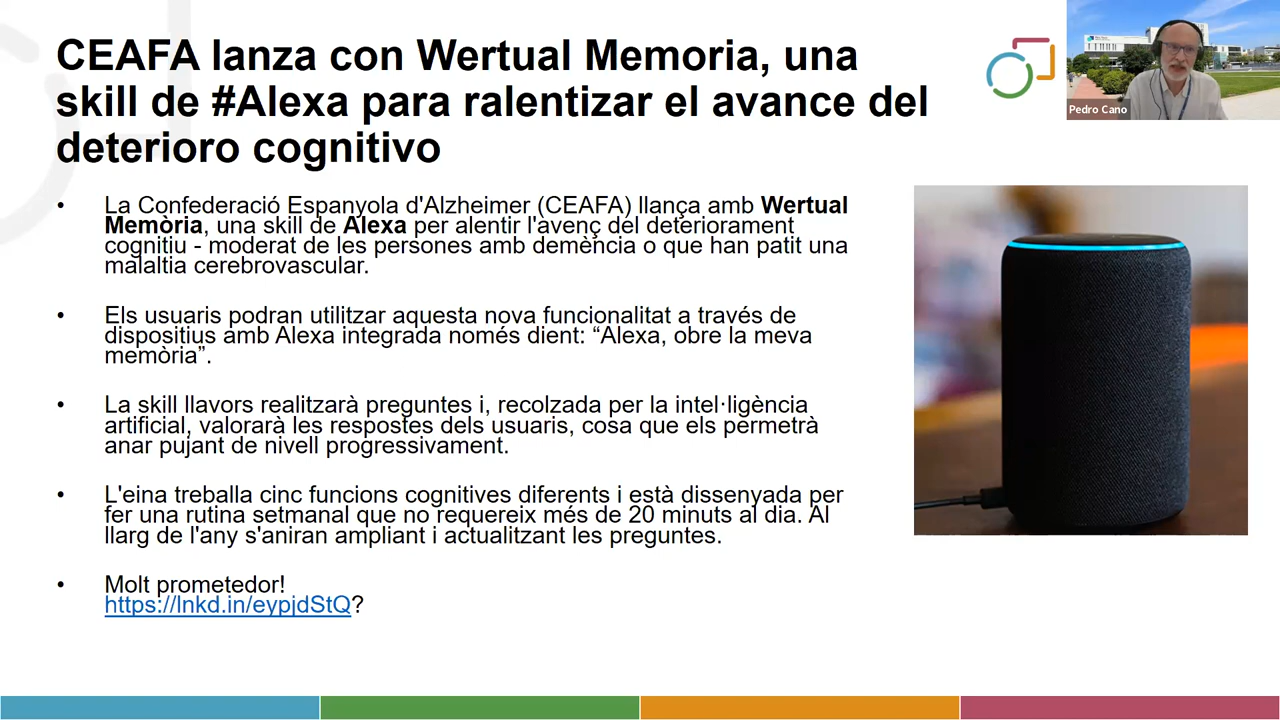 CEAFA lanza con Wertual Memoria, una
skill de #Alexa para ralentizar el avance del
deterioro cognitivo
Pedro Cano
• La Confederació Espanyola d'Alzheimer (CEAFA) llança amb Wertual
Memòria, una skill de Alexa per alentir l'avenç del deteriorament
cognitiu - moderat de les persones amb demència o que han patit una
malaltia cerebrovascular.
• Els usuaris podran utilitzar aquesta nova funcionalitat a través de
dispositius amb Alexa integrada només dient: “Alexa, obre la meva
memòria”.
• La skill llavors realitzarà preguntes i, recolzada per la intel·ligència
artificial, valorarà les respostes dels usuaris, cosa que els permetrà
anar pujant de nivell progressivament.
• L'eina treballa cinc funcions cognitives diferents i està dissenyada per
fer una rutina setmanal que no requereix més de 20 minuts al dia. Al
llarg de l'any s'aniran ampliant i actualitzant les preguntes.
• Molt prometedor!
https://lnkd.in/eypjdStQ?